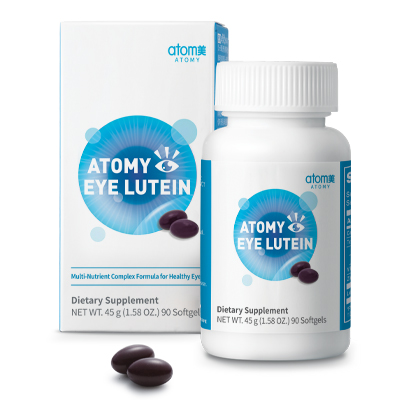 atom美
ATOMY
ATOMY
EYE LUTEIN
Multi-Nutrient Complex Formula for Healthy Eye
Dietary Supplement
NET WT. 45 g (1.58 OZ.) 90 Softgels
atom美
ATOMY
ATOMY
EYE LUTEIN
Dietary Supplement
NET WT. 45 g (1.58 OZ.) 90 Softgels